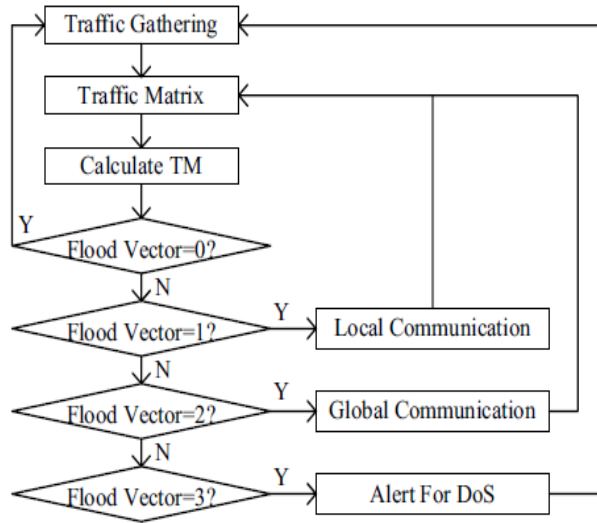 Traffic Gathering
Traffic Matrix
Calculate TM
Y
Flood Vector=0?
N
Flood Vector=1?
Y
Local Communication
N
Flood Vector=2?
Y
Global Communication
N
Flood Vector=3?
Y
Alert For DoS